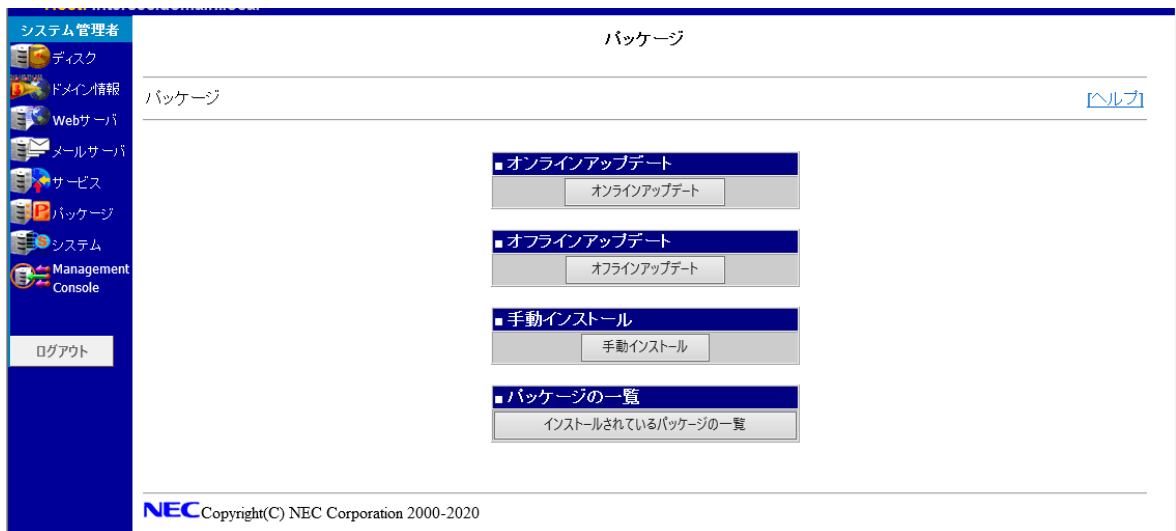 システム管理者
ディスク
ドメイン情報
Webサーバ
メールサーバ
サービス
パッケージ
システム
Management
Console
ログアウト
パッケージ
パッケージ
[ヘルプ]
■オンラインアップデート
オンラインアップデート
■オフラインアップデート
オフラインアップデート
■手動インストール
手動インストール
■パッケージの一覧
インストールされているパッケージの一覧
NEC Copyright(C) NEC Corporation 2000-2020